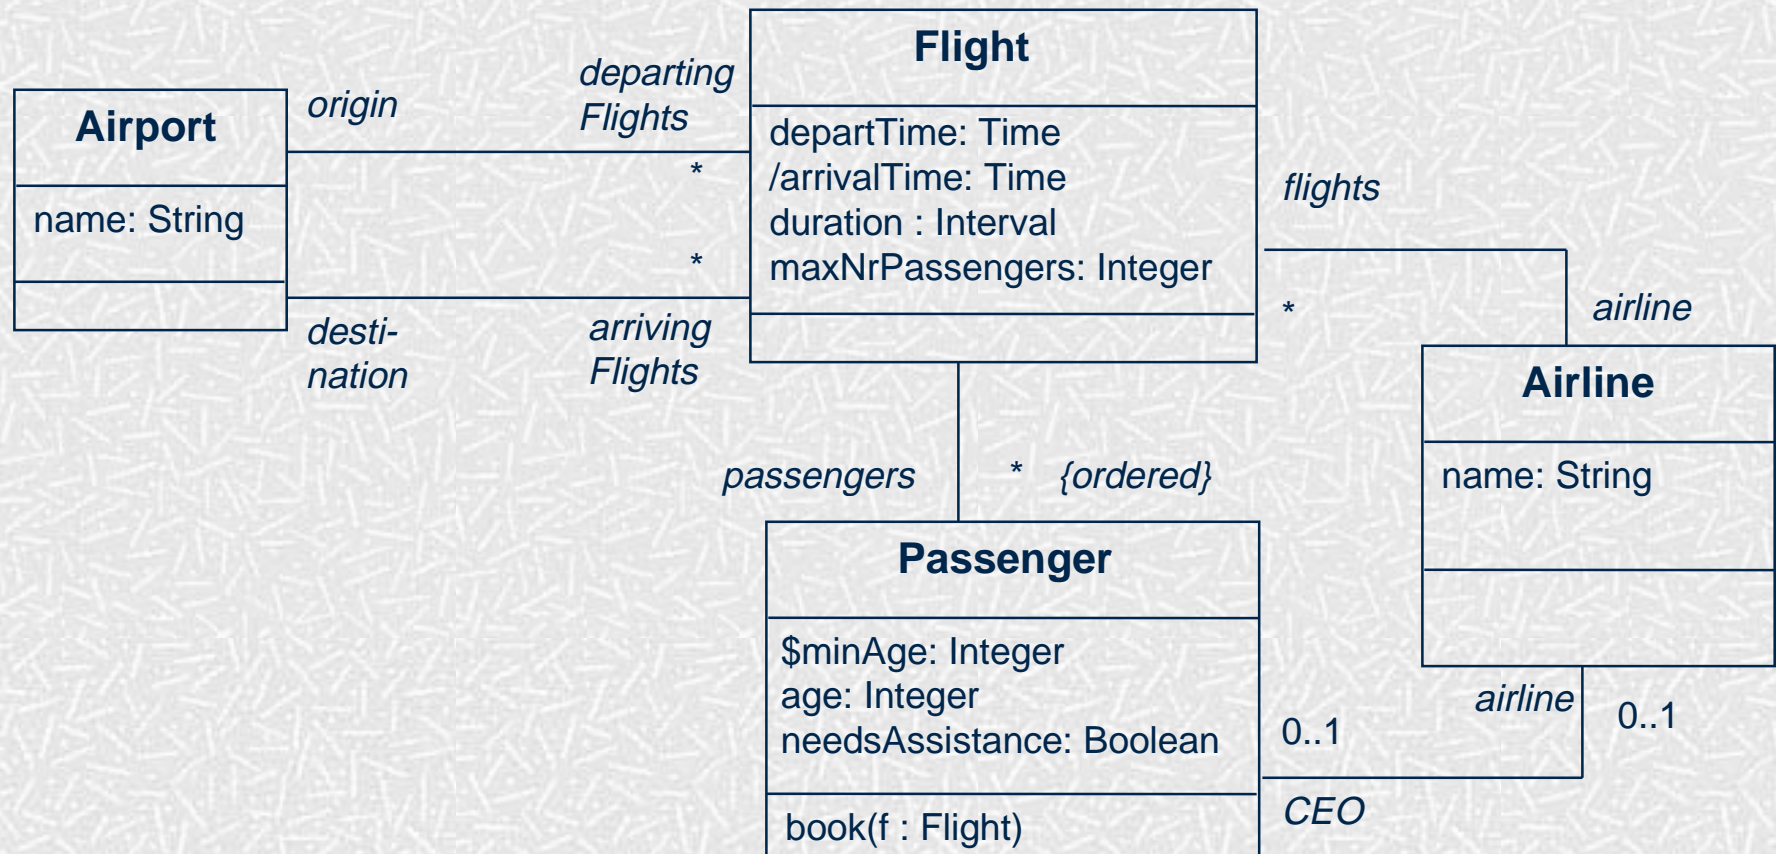 Airport
name: String
origin
departing
Flights
*
*
desti-
nation
arriving
Flights
Flight
departTime: Time
/arrivalTime: Time
duration : Interval
maxNrPassengers: Integer
flights
*
airline
Airline
name: String
passengers
* {ordered}
Passenger
$minAge: Integer
age: Integer
needsAssistance: Boolean
book(f : Flight)
0..1
CEO
airline
0..1